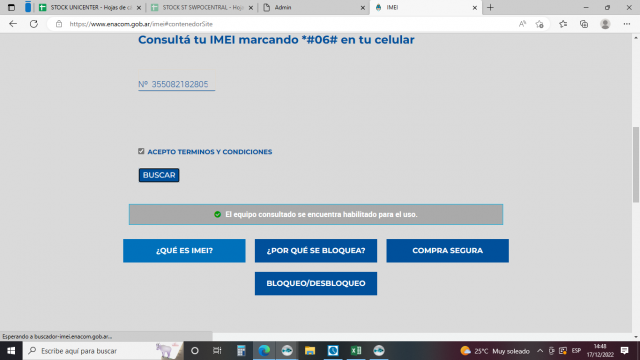 STOCK UNICENTER - Hojas de cá
STOCK ST SWPOCENTRAL - Hoj
Admin
IMEI
https://www.enacom.gob.ar/imei#contenedorSite
Consultá tu IMEI marcando *#06# en tu celular
Nº 355082182805
ACEPTO TERMINOS Y CONDICIONES
BUSCAR
El equipo consultado se encuentra habilitado para el uso.
¿QUÉ ES IMEI?
¿POR QUÉ SE BLOQUEA?
COMPRA SEGURA
BLOQUEO/DESBLOQUEO
Esperando a buscador-imei.enacom.gob.ar...
Escribe aquí para buscar
25°C Muy soleado
ESP
14:48
17/12/2022